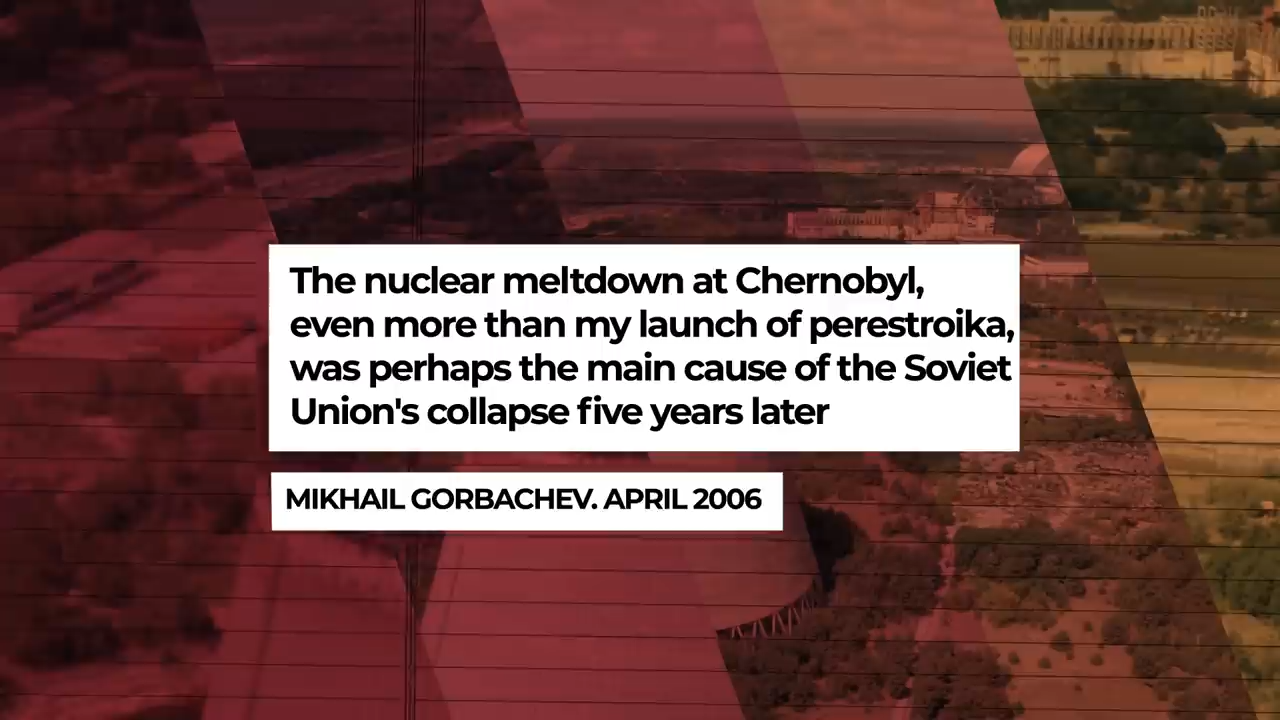 The nuclear meltdown at Chernobyl,
even more than my launch of perestroika,
was perhaps the main cause of the Soviet
Union's collapse five years later
MIKHAIL GORBACHEV. APRIL 2006